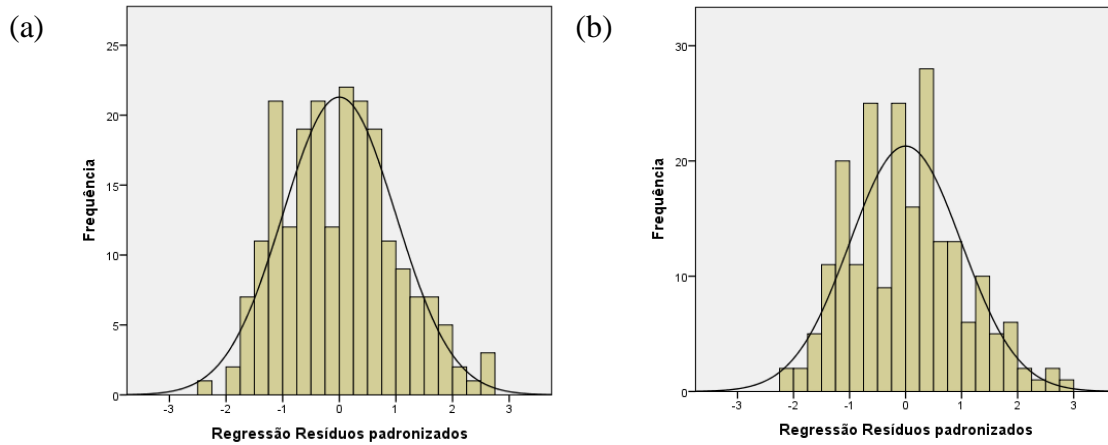 (a)
Frequência
25
20
15
10
5
0
-3 -2 -1 0 1 2 3
Regressão Resíduos padronizados
(b)
Frequência
30
20
10
0
-3 -2 -1 0 1 2 3
Regressão Resíduos padronizados